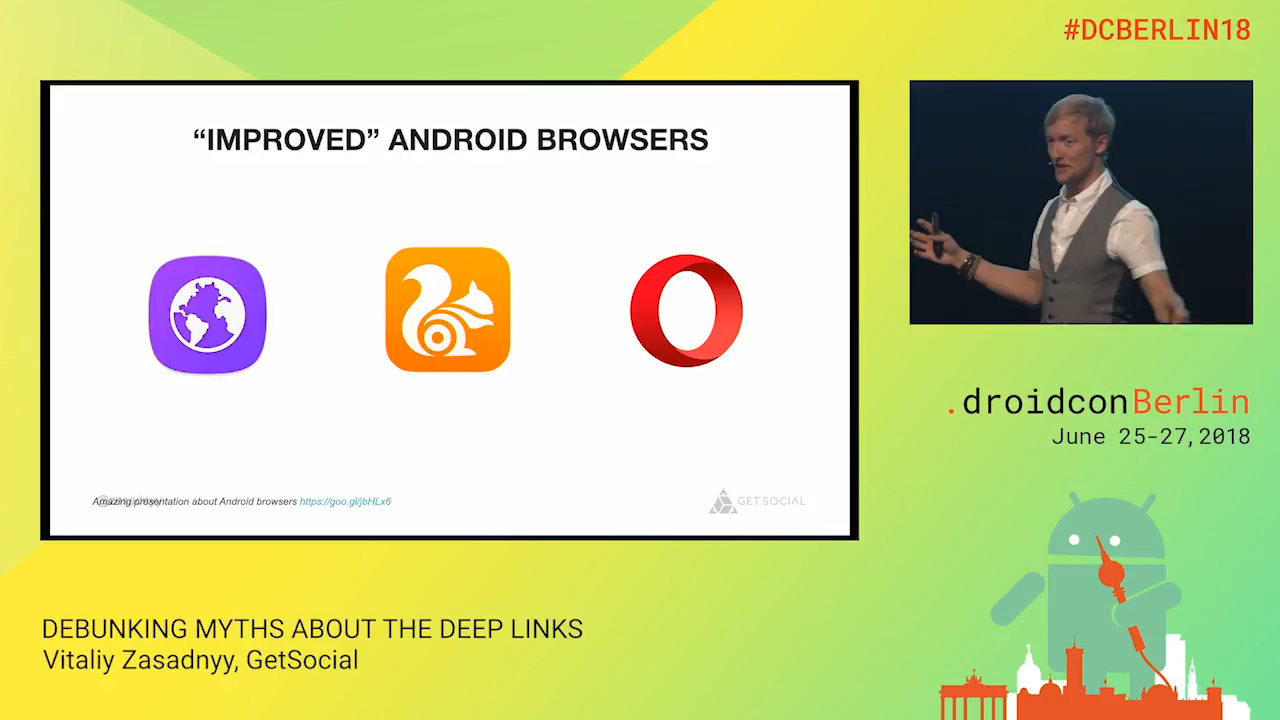 #DCBERLIN18
“IMPROVED” ANDROID BROWSERS
Amazing presentation about Android browsers https://goo.gl/jbHLx6
GETSOCIAL
.droidconBerlin
June 25-27,2018
DEBUNKING MYTHS ABOUT THE DEEP LINKS
Vitaliy Zasadnyy, GetSocial